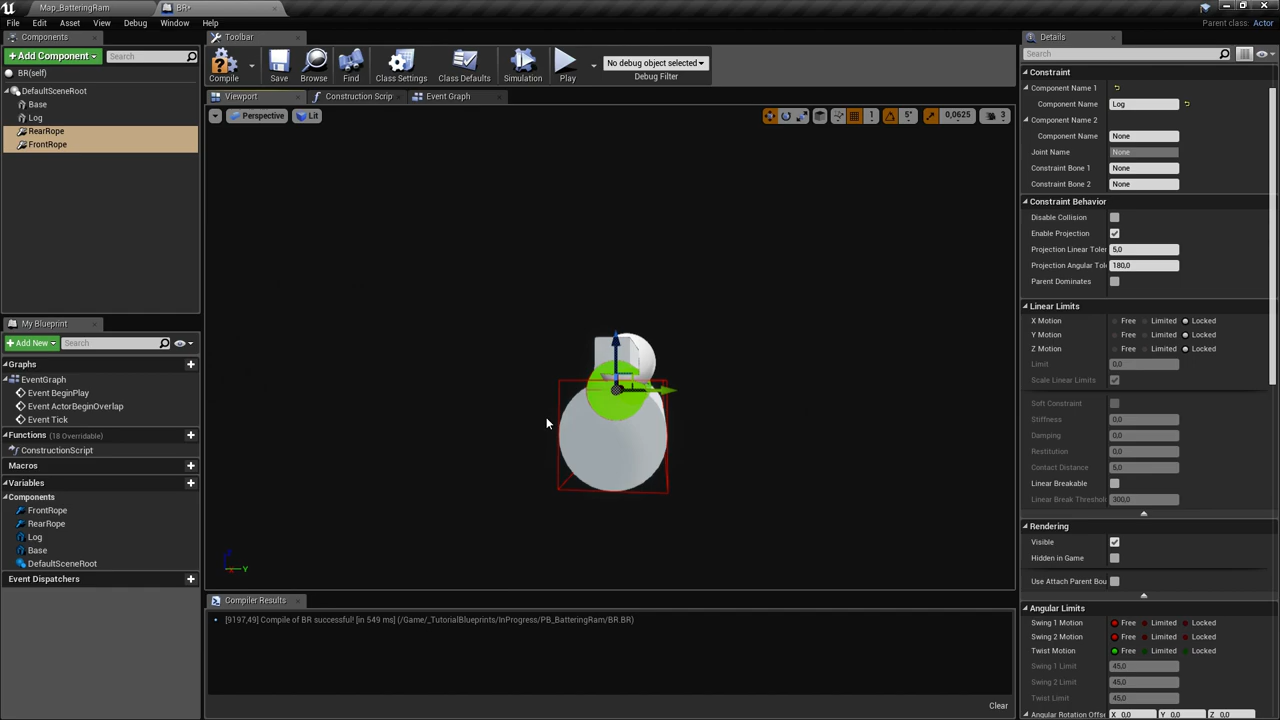 Map_BatteringRam
BR*
File Edit Asset View Debug Window Help
Parent class: Actor
Components
+ Add Component
Search
BR(self)
DefaultSceneRoot
Base
Log
RearRope
FrontRope
My Blueprint
+ Add New
Search
Graphs
EventGraph
Event BeginPlay
Event ActorBeginOverlap
Event Tick
Functions (18 Overridable)
ConstructionScript
Macros
Variables
Components
FrontRope
RearRope
Log
Base
DefaultSceneRoot
Event Dispatchers
Toolbar
Compile
Save
Browse
Find
Class Settings
Class Defaults
Simulation
Play
No debug object selected
Debug Filter
Viewport
Construction Scrip
Event Graph
Perspective
Lit
1
5°
0,0625
3
Y
Compiler Results
[9197,49] Compile of BR successful! [in 549 ms] (/Game/_TutorialBlueprints/InProgress/PB_BatteringRam/BR.BR)
Clear
Details
Search
Constraint
Component Name 1
Component Name Log
Component Name 2
Component Name None
Joint Name None
Constraint Bone 1 None
Constraint Bone 2 None
Constraint Behavior
Disable Collision
Enable Projection
Projection Linear Toler 5,0
Projection Angular Tol 180,0
Parent Dominates
Linear Limits
X Motion Free Limited Locked
Y Motion Free Limited Locked
Z Motion Free Limited Locked
Limit 0,0
Scale Linear Limits
Soft Constraint
Stiffness 0,0
Damping 0,0
Restitution 0,0
Contact Distance 5,0
Linear Breakable
Linear Break Threshold 300,0
Rendering
Visible
Hidden in Game
Use Attach Parent Bou
Angular Limits
Swing 1 Motion Free Limited Locked
Swing 2 Motion Free Limited Locked
Twist Motion Free Limited Locked
Swing 1 Limit 45,0
Swing 2 Limit 45,0
Twist Limit 45,0
Angular Rotation Offse X 0,0 Y 0,0 Z 0,0